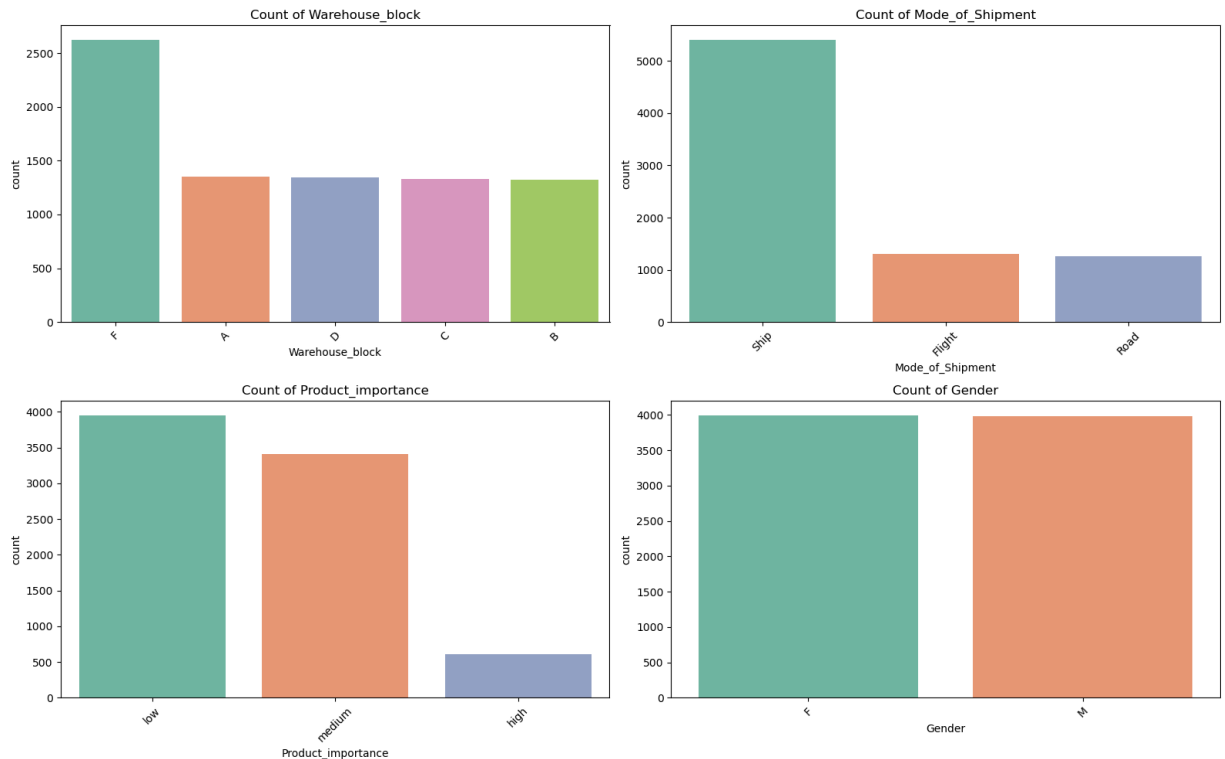 Count of Warehouse_block
2500
2000
1500
1000
500
0
count
F
A
D
C
B
Warehouse_block
Count of Mode_of_Shipment
5000
4000
3000
2000
1000
0
count
Ship
Flight
Road
Mode_of_Shipment
Count of Product_importance
4000
3500
3000
2500
2000
1500
1000
500
0
count
low
medium
high
Product_importance
Count of Gender
4000
3500
3000
2500
2000
1500
1000
500
0
count
F
M
Gender